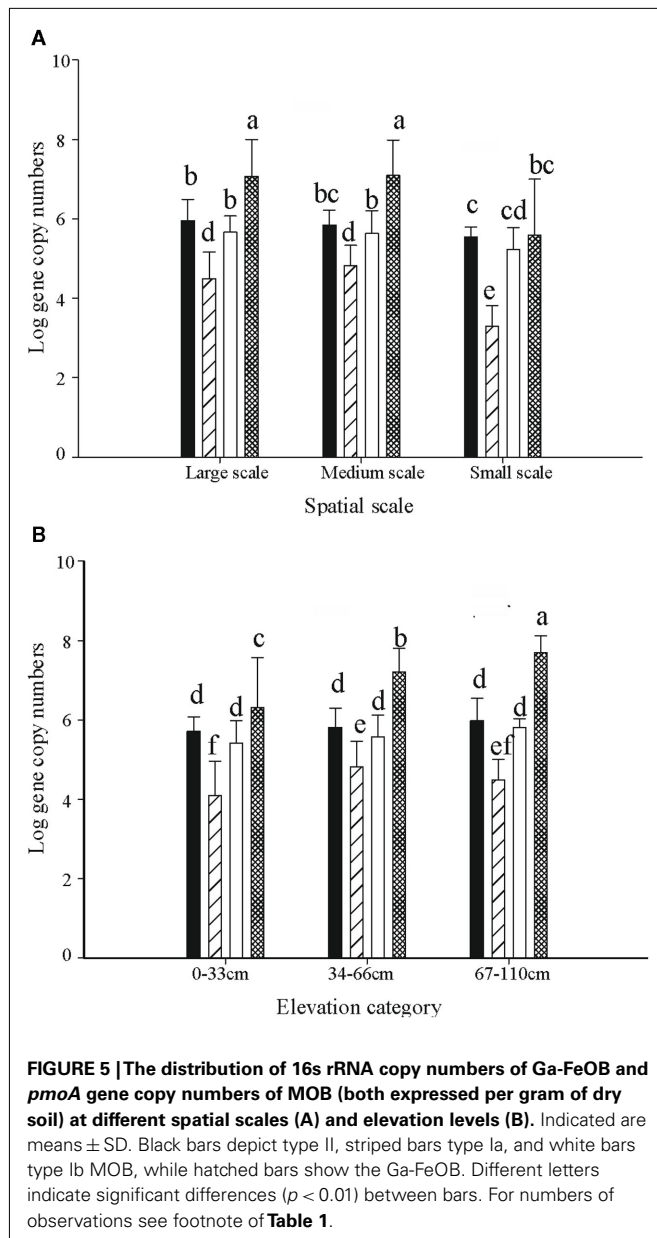 A
10
a
a
8
bc
b
bc
b
b
c
cd
6
d
d
e
4
2
0
Log gene copy numbers
Large scale
Medium scale
Small scale
Spatial scale
B
10
a
b
c
8
d
d
d
d
d
d
6
e
ef
f
4
2
0
Log gene copy numbers
0-33cm
34-66cm
67-110cm
Elevation category
FIGURE 5 | The distribution of 16s rRNA copy numbers of Ga-FeOB and
pmoA gene copy numbers of MOB (both expressed per gram of dry
soil) at different spatial scales (A) and elevation levels (B). Indicated are
means ± SD. Black bars depict type II, striped bars type Ia, and white bars
type Ib MOB, while hatched bars show the Ga-FeOB. Different letters
indicate significant differences (p < 0.01) between bars. For numbers of
observations see footnote of Table 1.